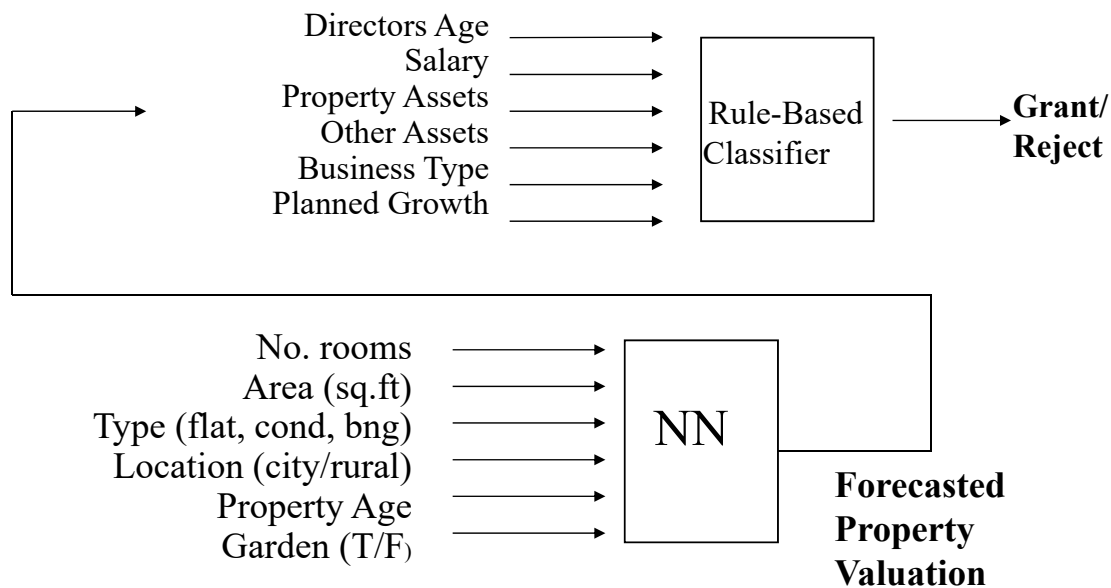 Directors Age
Salary
Property Assets
Other Assets
Business Type
Planned Growth
Rule-Based
Classifier
Grant/
Reject
No. rooms
Area (sq.ft)
Type (flat, cond, bng)
Location (city/rural)
Property Age
Garden (T/F)
NN
Forecasted
Property
Valuation